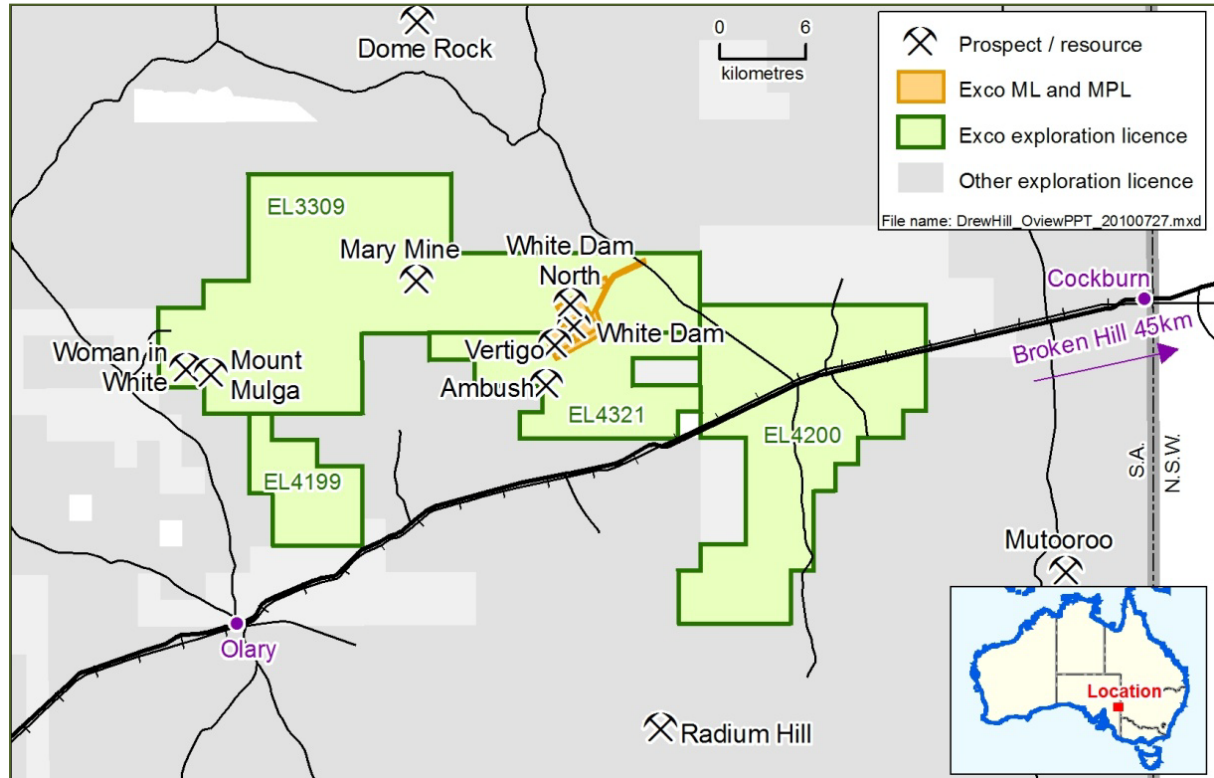 Dome Rock
0 6
kilometres
Prospect / resource
Exco ML and MPL
Exco exploration licence
Other exploration licence
File name: DrewHill_OviewPPT_20100727.mxd
EL3309
Mary Mine
White Dam
North
White Dam
Vertigo
Ambush
Woman in
White
Mount
Mulga
EL4321
EL4200
EL4199
Cockburn
Broken Hill 45km
S.A.
N.S.W.
Mutooroo
Olary
Radium Hill
Location